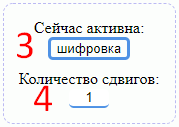 Сейчас активна:
3 шифровка
Количество сдвигов:
4 1